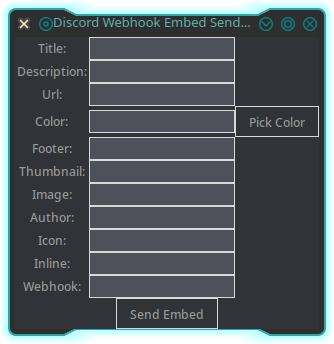 Discord Webhook Embed Send...
Title:
Description:
Url:
Color:
Pick Color
Footer:
Thumbnail:
Image:
Author:
Icon:
Inline:
Webhook:
Send Embed